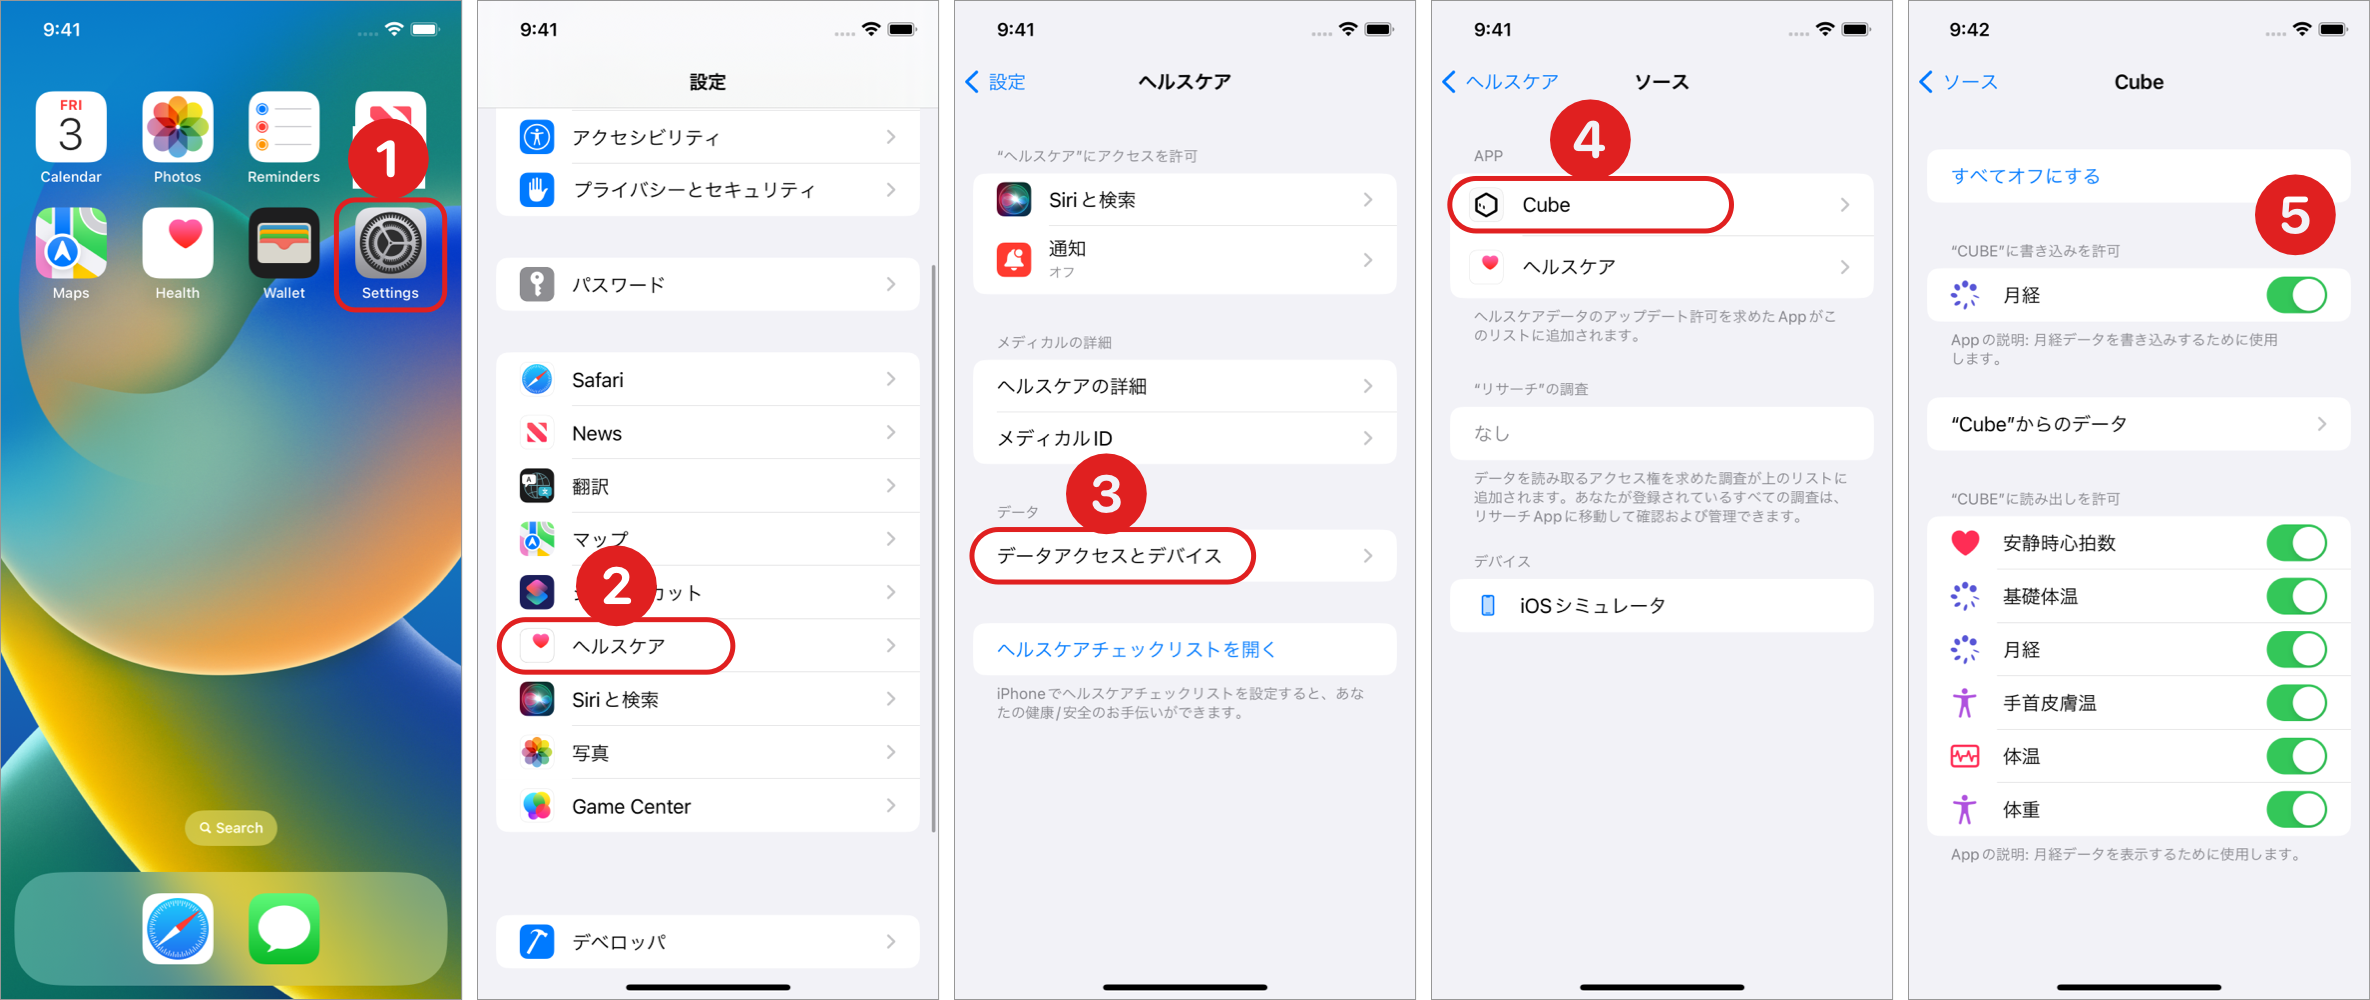 9:41
FRI
3
Calendar
Photos
Reminders
1
Maps
Health
Wallet
Settings
Search
9:41
設定
アクセシビリティ
プライバシーとセキュリティ
パスワード
Safari
News
翻訳
マップ
2
カット
ヘルスケア
Siriと検索
写真
Game Center
デベロッパ
9:41
設定
ヘルスケア
“ヘルスケア”にアクセスを許可
Siriと検索
通知
オフ
メディカルの詳細
ヘルスケアの詳細
メディカルID
3
データ
データアクセスとデバイス
ヘルスケアチェックリストを開く
iPhoneでヘルスケアチェックリストを設定すると、あな
たの健康/安全のお手伝いができます。
9:41
ヘルスケア
ソース
4
APP
Cube
ヘルスケア
ヘルスケアデータのアップデート許可を求めたAppがこ
のリストに追加されます。
“リサーチ”の調査
なし
データを読み取るアクセス権を求めた調査が上のリストに
追加されます。あなたが登録されているすべての調査は、
リサーチAppに移動して確認および管理できます。
デバイス
iOSシミュレータ
9:42
ソース
Cube
すべてオフにする
5
“CUBE”に書き込みを許可
月経
Appの説明: 月経データを書き込みするために使用
します。
“Cube”からのデータ
“CUBE”に読み出しを許可
安静時心拍数
基礎体温
月経
手首皮膚温
体温
体重
Appの説明: 月経データを表示するために使用します。